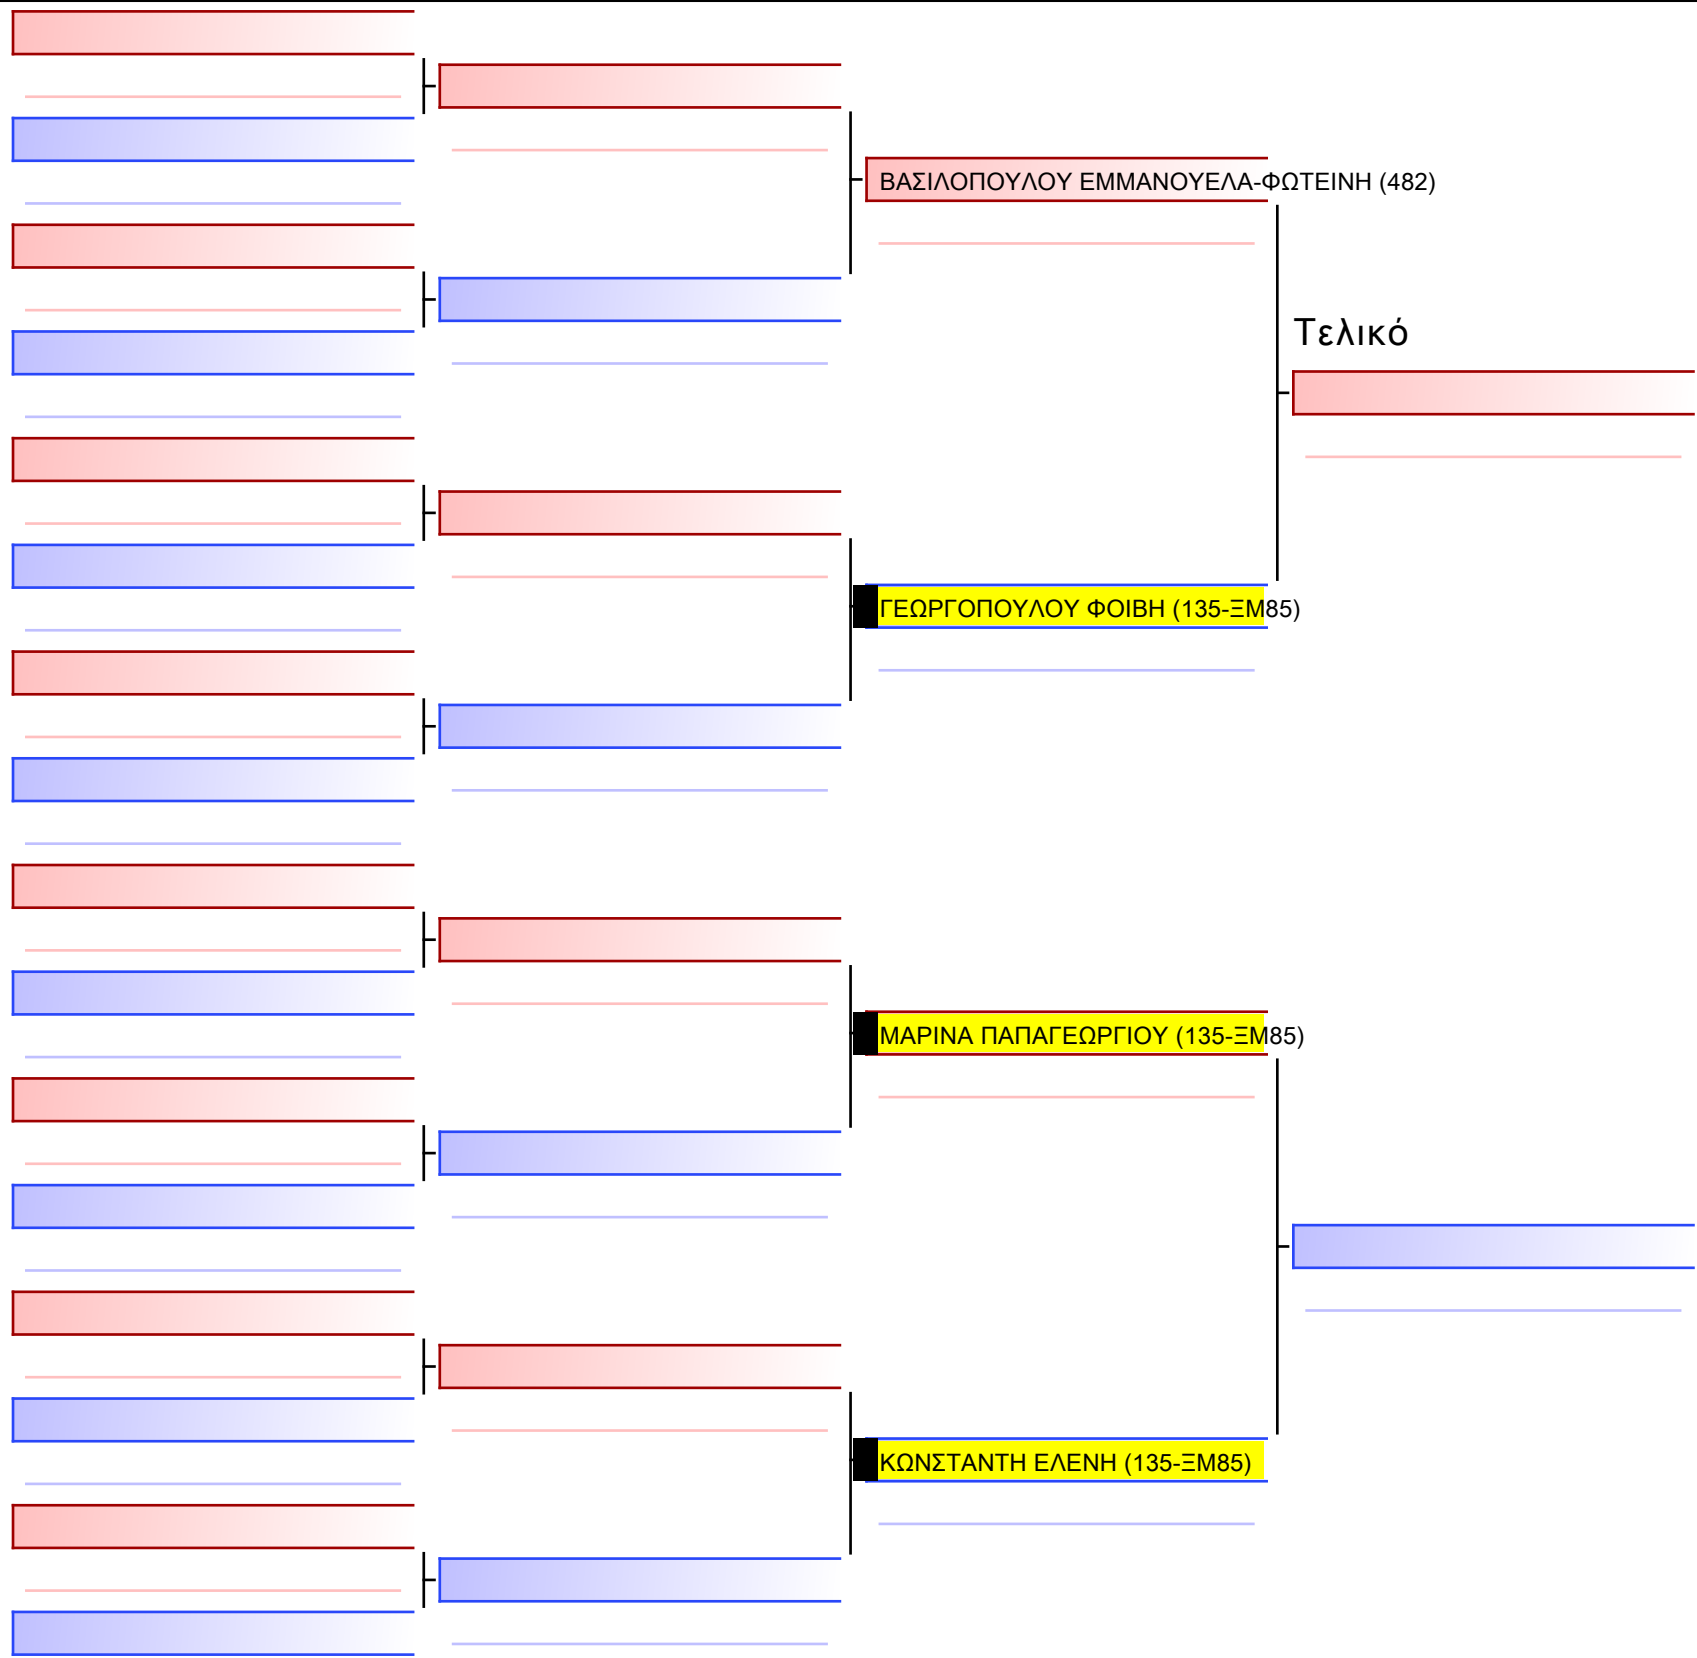 ΒΑΣΙΛΟΠΟΥΛΟΥ ΕΜΜΑΝΟΥΕΛΑ-ΦΩΤΕΙΝΗ (482)
Τελικό
ΓΕΩΡΓΟΠΟΥΛΟΥ ΦΟΙΒΗ (135-ΞΜ85)
ΜΑΡΙΝΑ ΠΑΠΑΓΕΩΡΓΙΟΥ (135-ΞΜ85)
ΚΩΝΣΤΑΝΤΗ ΕΛΕΝΗ (135-ΞΜ85)